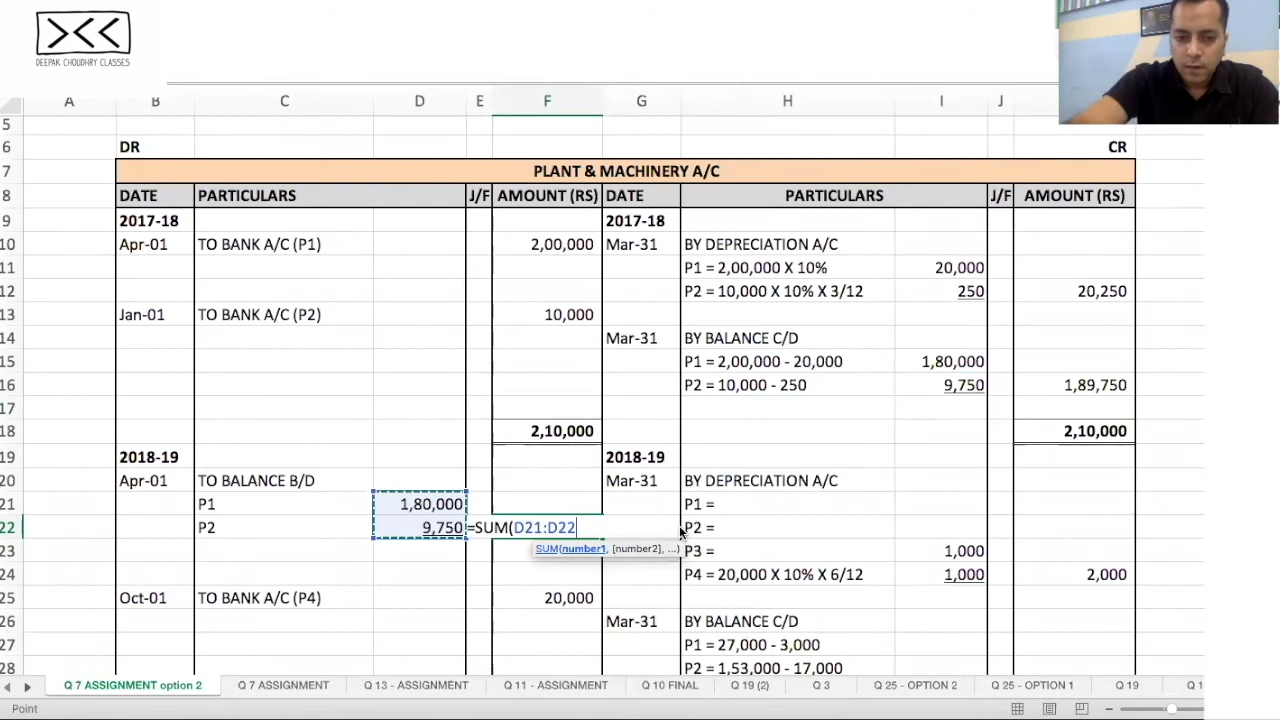 DEEPAK CHOUDHRY CLASSES
A B C D E F G H I J
5
6 DR CR
7 PLANT & MACHINERY A/C
8 DATE PARTICULARS J/F AMOUNT (RS) DATE PARTICULARS J/F AMOUNT (RS)
9 2017-18 2017-18
10 Apr-01 TO BANK A/C (P1) 2,00,000 Mar-31 BY DEPRECIATION A/C
11 P1 = 2,00,000 X 10% 20,000
12 P2 = 10,000 X 10% X 3/12 250 20,250
13 Jan-01 TO BANK A/C (P2) 10,000
14 Mar-31 BY BALANCE C/D
15 P1 = 2,00,000 - 20,000 1,80,000
16 P2 = 10,000 - 250 9,750 1,89,750
17
18 2,10,000 2,10,000
19 2018-19 2018-19
20 Apr-01 TO BALANCE B/D Mar-31 BY DEPRECIATION A/C
21 P1 1,80,000 P1 =
22 P2 9,750 =SUM(D21:D22 P2 =
SUM(number1, [number2], ...)
23 P3 = 1,000
24 P4 = 20,000 X 10% X 6/12 1,000 2,000
25 Oct-01 TO BANK A/C (P4) 20,000
26 Mar-31 BY BALANCE C/D
27 P1 = 27,000 - 3,000
28 P2 = 1,53,000 - 17,000
Q 7 ASSIGNMENT option 2 Q 7 ASSIGNMENT Q 13 - ASSIGNMENT Q 11 - ASSIGNMENT Q 10 FINAL Q 19 (2) Q 3 Q 25 - OPTION 2 Q 25 - OPTION 1 Q 19 Q 1
Point